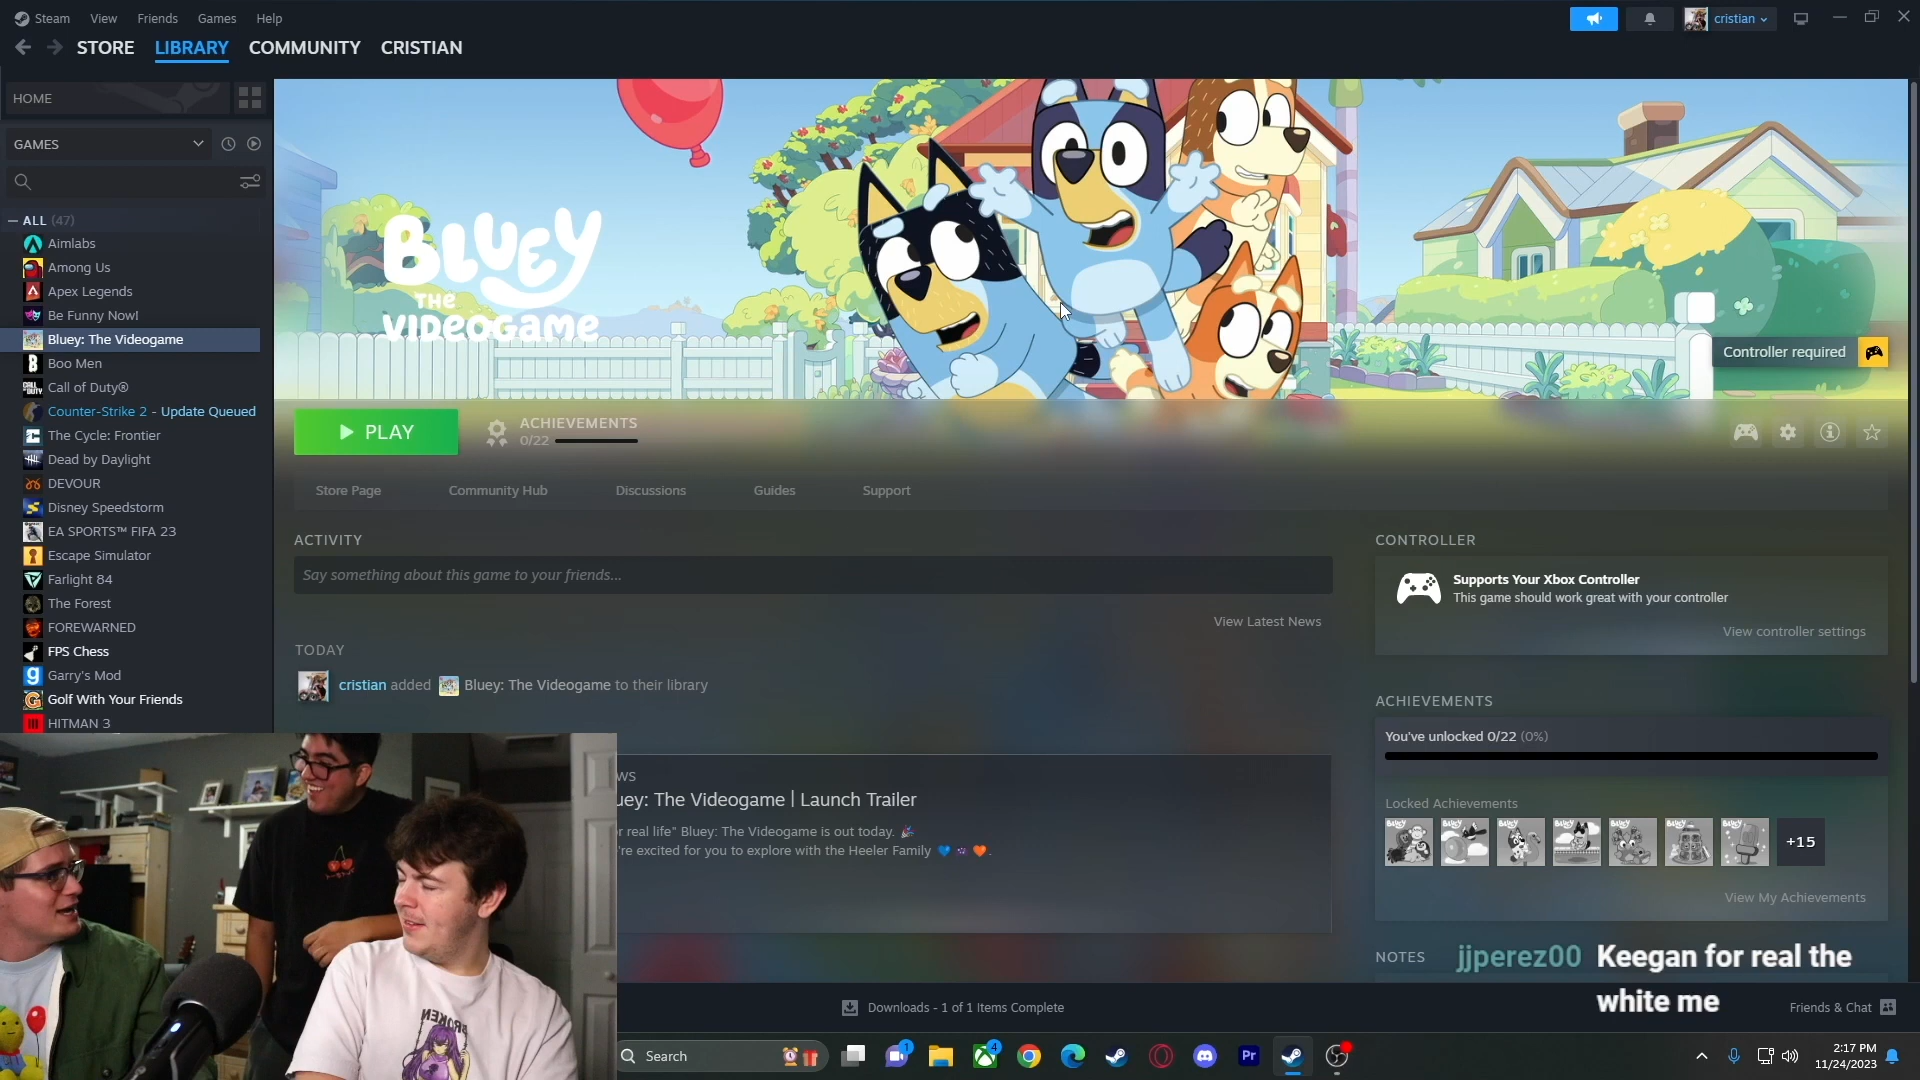 Steam View Friends Games Help
cristian
STORE LIBRARY COMMUNITY CRISTIAN
HOME
GAMES
ALL (47)
Aimlabs
Among Us
Apex Legends
Be Funny Now!
Bluey: The Videogame
Boo Men
Call of Duty®
Counter-Strike 2 - Update Queued
The Cycle: Frontier
Dead by Daylight
DEVOUR
Disney Speedstorm
EA SPORTS™ FIFA 23
Escape Simulator
Farlight 84
The Forest
FOREWARNED
FPS Chess
Garry's Mod
Golf With Your Friends
HITMAN 3
BLUEY
THE
VIDEOGAME
Controller required
PLAY
ACHIEVEMENTS
0/22
Store Page Community Hub Discussions Guides Support
ACTIVITY
Say something about this game to your friends...
View Latest News
TODAY
cristian added Bluey: The Videogame to their library
WS
uey: The Videogame | Launch Trailer
r real life" Bluey: The Videogame is out today. 🎉
're excited for you to explore with the Heeler Family 💙 🧡.
CONTROLLER
Supports Your Xbox Controller
This game should work great with your controller
View controller settings
ACHIEVEMENTS
You've unlocked 0/22 (0%)
Locked Achievements
+15
View My Achievements
NOTES
jjperez00 Keegan for real the
white me
Downloads - 1 of 1 Items Complete
Friends & Chat
Search
1
4
Pr
2:17 PM
11/24/2023
BROKEN